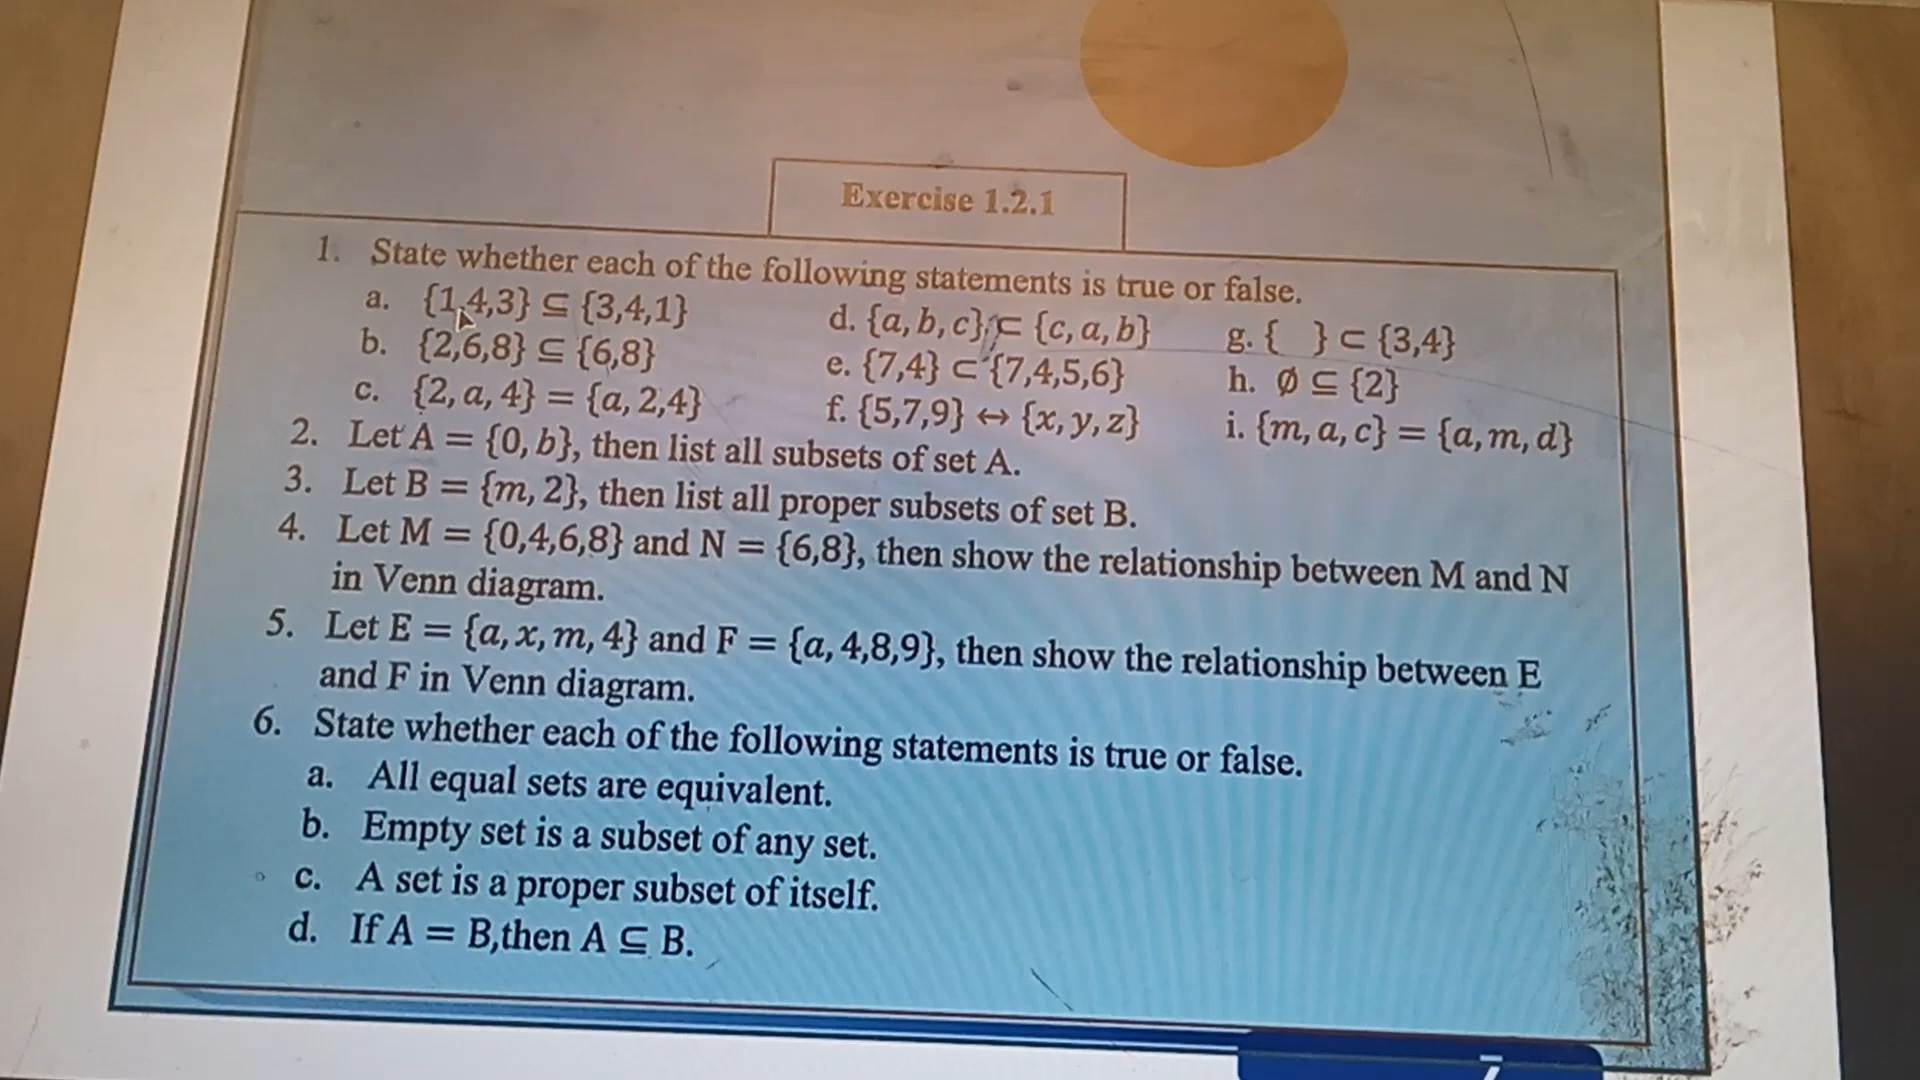 Exercise 1.2.1
1. State whether each of the following statements is true or false.
a. {1,4,3} ⊆ {3,4,1} d. {a, b, c} ⊂ {c, a, b} g. { } ⊂ {3,4}
b. {2,6,8} ⊆ {6,8} e. {7,4} ⊂ {7,4,5,6} h. ∅ ⊆ {2}
c. {2, a, 4} = {a, 2,4} f. {5,7,9} ↔ {x, y, z} i. {m, a, c} = {a, m, d}
2. Let A = {0, b}, then list all subsets of set A.
3. Let B = {m, 2}, then list all proper subsets of set B.
4. Let M = {0,4,6,8} and N = {6,8}, then show the relationship between M and N
in Venn diagram.
5. Let E = {a, x, m, 4} and F = {a, 4,8,9}, then show the relationship between E
and F in Venn diagram.
6. State whether each of the following statements is true or false.
a. All equal sets are equivalent.
b. Empty set is a subset of any set.
c. A set is a proper subset of itself.
d. If A = B,then A ⊆ B.